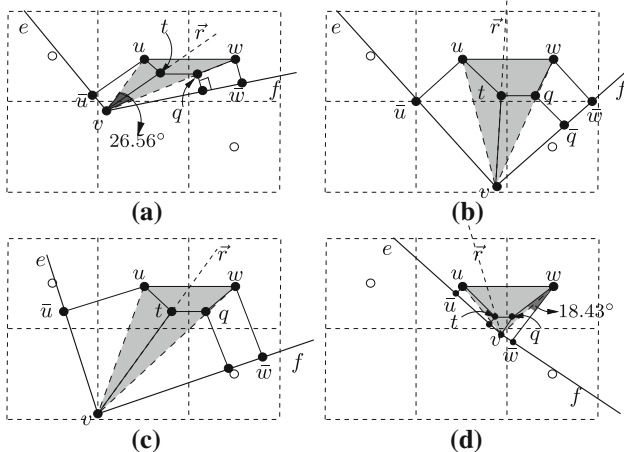 e t r⃗
u w
ū w̄ f
v q
26.56°
(a)
e r⃗
u w
t q
ū w̄ f
q̄
v
(b)
e r⃗
u w
ū t q
w̄ f
v
(c)
e r⃗
u w
ū 18.43°
t v w̄ q
f
(d)